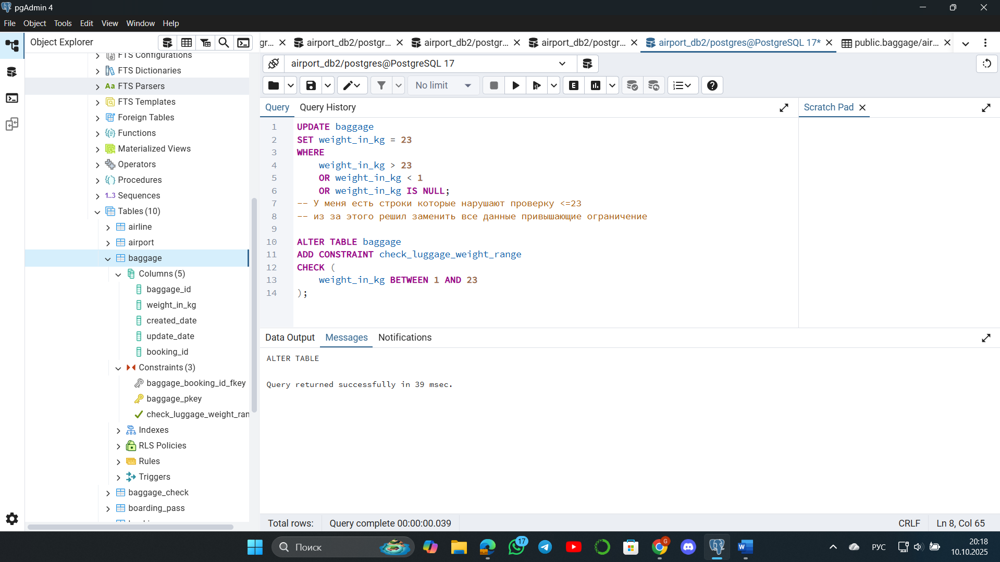 pgAdmin 4
File Object Tools Edit View Window Help
Object Explorer
gr...
airport_db2/postgr...
airport_db2/postgr...
airport_db2/postgr...
airport_db2/postgres@PostgreSQL 17*
public.baggage/air...
FTS Configurations
FTS Dictionaries
Aa FTS Parsers
FTS Templates
Foreign Tables
Functions
Materialized Views
Operators
Procedures
1..3 Sequences
Tables (10)
airline
airport
baggage
Columns (5)
baggage_id
weight_in_kg
created_date
update_date
booking_id
Constraints (3)
baggage_booking_id_fkey
baggage_pkey
check_luggage_weight_ran
Indexes
RLS Policies
Rules
Triggers
baggage_check
boarding_pass
airport_db2/postgres@PostgreSQL 17
No limit
E
Query Query History
Scratch Pad
1 UPDATE baggage
2 SET weight_in_kg = 23
3 WHERE
4 weight_in_kg > 23
5 OR weight_in_kg < 1
6 OR weight_in_kg IS NULL;
7 -- У меня есть строки которые нарушают проверку <=23
8 -- из за этого решил заменить все данные привышающие ограничение
9
10 ALTER TABLE baggage
11 ADD CONSTRAINT check_luggage_weight_range
12 CHECK (
13 weight_in_kg BETWEEN 1 AND 23
14 );
Data Output Messages Notifications
ALTER TABLE
Query returned successfully in 39 msec.
Total rows: Query complete 00:00:00.039
CRLF Ln 8, Col 65
Поиск
17
G
W
РУС
20:18
10.10.2025